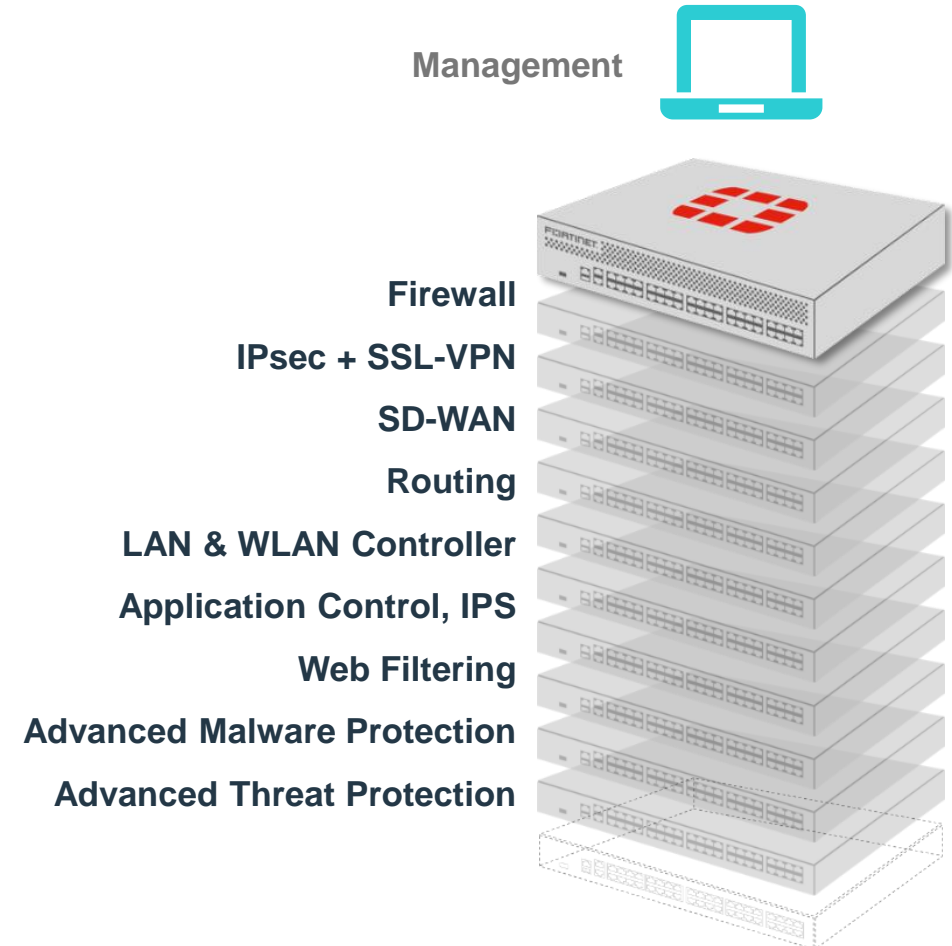 Management
FORTINET
Firewall
IPsec + SSL-VPN
SD-WAN
Routing
LAN & WLAN Controller
Application Control, IPS
Web Filtering
Advanced Malware Protection
Advanced Threat Protection